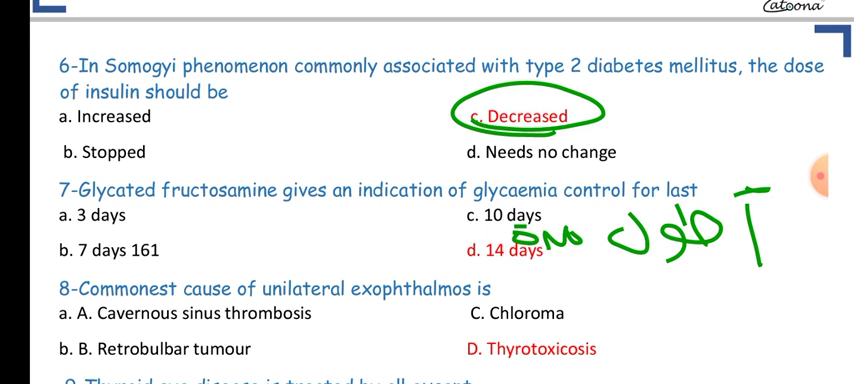 Catoona
6-In Somogyi phenomenon commonly associated with type 2 diabetes mellitus, the dose
of insulin should be
a. Increased
c. Decreased
b. Stopped
d. Needs no change
7-Glycated fructosamine gives an indication of glycaemia control for last
a. 3 days
c. 10 days
b. 7 days 161
d. 14 days
8-Commonest cause of unilateral exophthalmos is
a. A. Cavernous sinus thrombosis
C. Chloroma
b. B. Retrobulbar tumour
D. Thyrotoxicosis